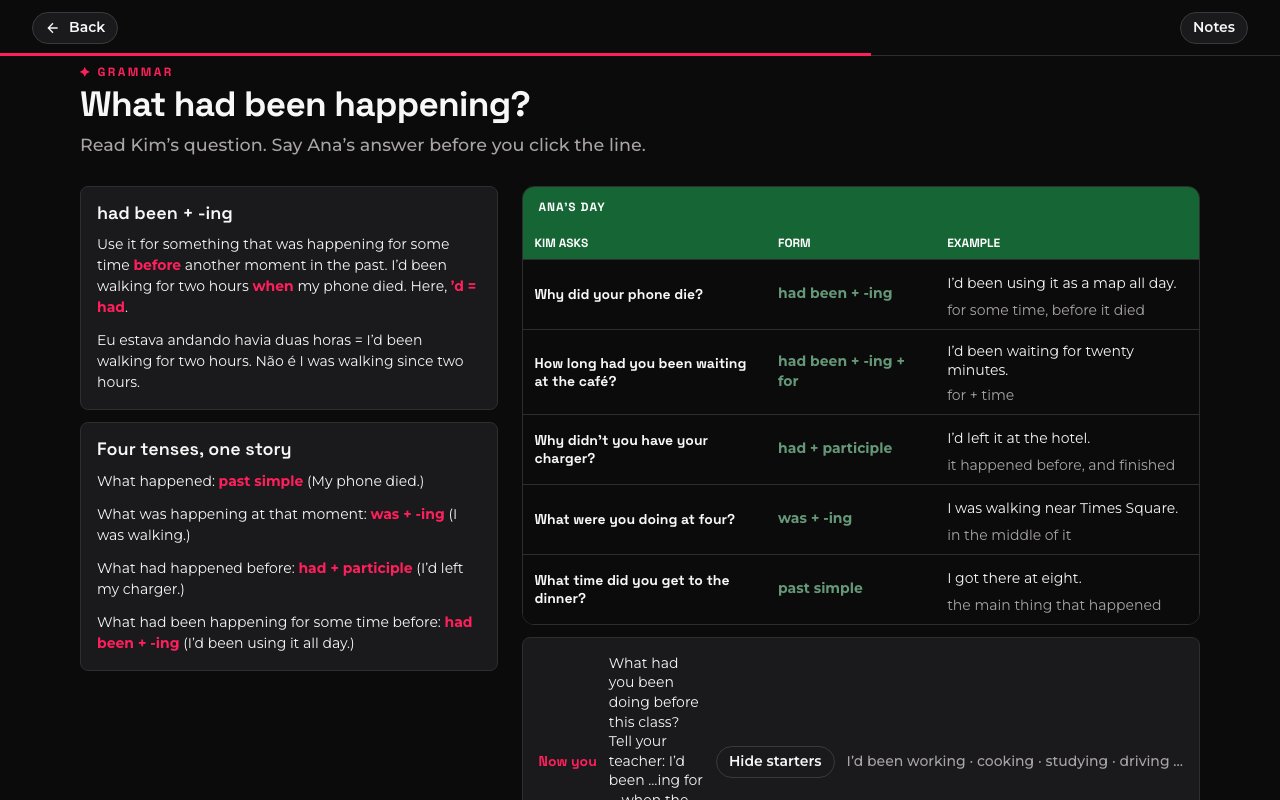 ← Back
Notes
✦ GRAMMAR
What had been happening?
Read Kim’s question. Say Ana’s answer before you click the line.
had been + -ing
Use it for something that was happening for some
time before another moment in the past. I’d been
walking for two hours when my phone died. Here, ’d =
had.
Eu estava andando havia duas horas = I’d been
walking for two hours. Não é I was walking since two
hours.
Four tenses, one story
What happened: past simple (My phone died.)
What was happening at that moment: was + -ing (I
was walking.)
What had happened before: had + participle (I’d left
my charger.)
What had been happening for some time before: had
been + -ing (I’d been using it all day.)
ANA’S DAY
KIM ASKS FORM EXAMPLE
Why did your phone die? had been + -ing I’d been using it as a map all day.
for some time, before it died
How long had you been waiting
at the café?
had been + -ing +
for
I’d been waiting for twenty
minutes.
for + time
Why didn’t you have your
charger?
had + participle
I’d left it at the hotel.
it happened before, and finished
What were you doing at four? was + -ing I was walking near Times Square.
in the middle of it
What time did you get to the
dinner?
past simple
I got there at eight.
the main thing that happened
Now you
What had
you been
doing before
this class?
Tell your
teacher: I’d
been ...ing for
... when the
Hide starters
I’d been working · cooking · studying · driving ...